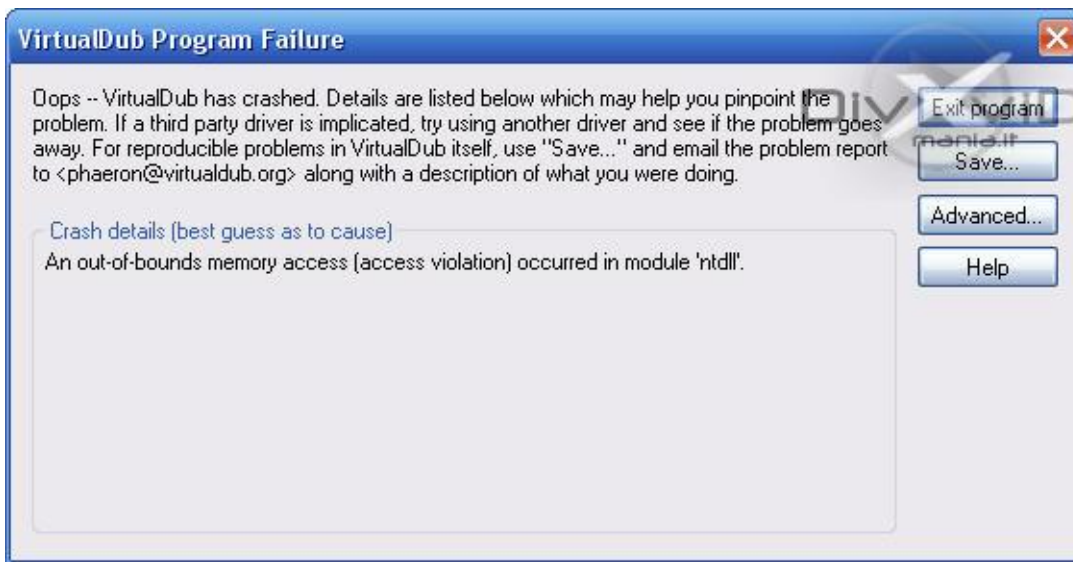 VirtualDub Program Failure
Oops -- VirtualDub has crashed. Details are listed below which may help you pinpoint the
problem. If a third party driver is implicated, try using another driver and see if the problem goes
away. For reproducible problems in VirtualDub itself, use "Save..." and email the problem report
to <phaeron@virtualdub.org> along with a description of what you were doing.
Exit program
Save...
Advanced...
Help
Crash details (best guess as to cause)
An out-of-bounds memory access (access violation) occurred in module 'ntdll'.
DivXviD
mania.it